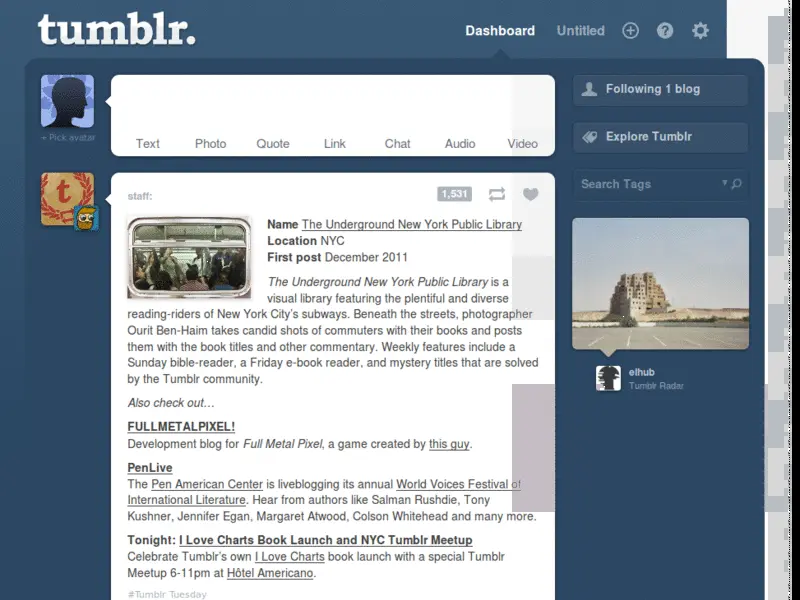 tumblr.
Dashboard
Untitled
+ Pick avatar
Text Photo Quote Link Chat Audio Video
Following 1 blog
Explore Tumblr
Search Tags
staff:
1,531
Name The Underground New York Public Library
Location NYC
First post December 2011
The Underground New York Public Library is a
visual library featuring the plentiful and diverse
reading-riders of New York City's subways. Beneath the streets, photographer
Ourit Ben-Haim takes candid shots of commuters with their books and posts
them with the book titles and other commentary. Weekly features include a
Sunday bible-reader, a Friday e-book reader, and mystery titles that are solved
by the Tumblr community.
Also check out…
FULLMETALPIXEL!
Development blog for Full Metal Pixel, a game created by this guy.
PenLive
The Pen American Center is liveblogging its annual World Voices Festival of
International Literature. Hear from authors like Salman Rushdie, Tony
Kushner, Jennifer Egan, Margaret Atwood, Colson Whitehead and many more.
Tonight: I Love Charts Book Launch and NYC Tumblr Meetup
Celebrate Tumblr's own I Love Charts book launch with a special Tumblr
Meetup 6-11pm at Hôtel Americano.
#Tumblr Tuesday
elhub
Tumblr Radar